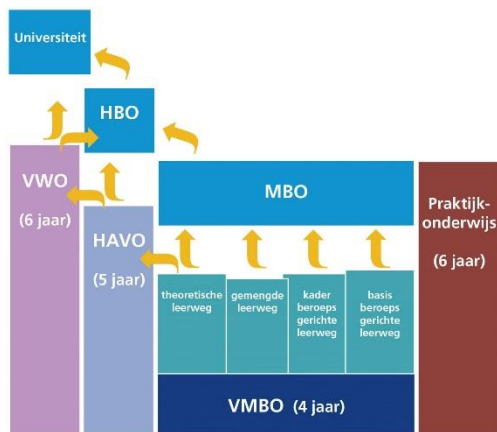 Universiteit
HBO
VWO
(6 jaar)
HAVO
(5 jaar)
MBO
Praktijk-
onderwijs
(6 jaar)
theoretische
leerweg
gemengde
leerweg
kader
beroeps
gerichte
leerweg
basis
beroeps
gerichte
leerweg
VMBO (4 jaar)